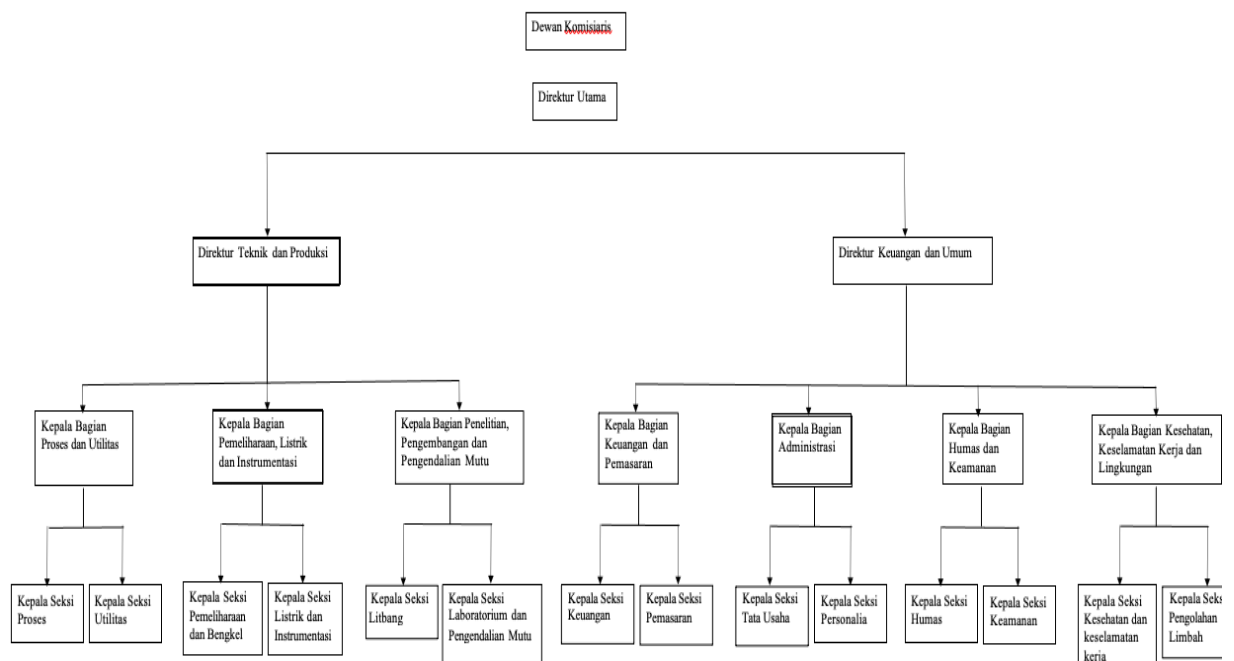 Dewan Komisiaris
Direktur Utama
Direktur Teknik dan Produksi
Direktur Keuangan dan Umum
Kepala Bagian
Proses dan Utilitas
Kepala Bagian
Pemeliharaan, Listrik
dan Instrumentasi
Kepala Bagian Penelitian,
Pengembangan dan
Pengendalian Mutu
Kepala Bagian
Keuangan dan
Pemasaran
Kepala Bagian
Administrasi
Kepala Bagian
Humas dan
Keamanan
Kepala Bagian Kesehatan,
Keselamatan Kerja dan
Lingkungan
Kepala Seksi
Proses
Kepala Seksi
Utilitas
Kepala Seksi
Pemeliharaan
dan Bengkel
Kepala Seksi
Listrik dan
Instrumentasi
Kepala Seksi
Litbang
Kepala Seksi
Laboratorium dan
Pengendalian Mutu
Kepala Seksi
Keuangan
Kepala Seksi
Pemasaran
Kepala Seksi
Tata Usaha
Kepala Seksi
Personalia
Kepala Seksi
Humas
Kepala Seksi
Keamanan
Kepala Seksi
Kesehatan dan
keselamatan
kerja
Kepala Seks
Pengolahan
Limbah